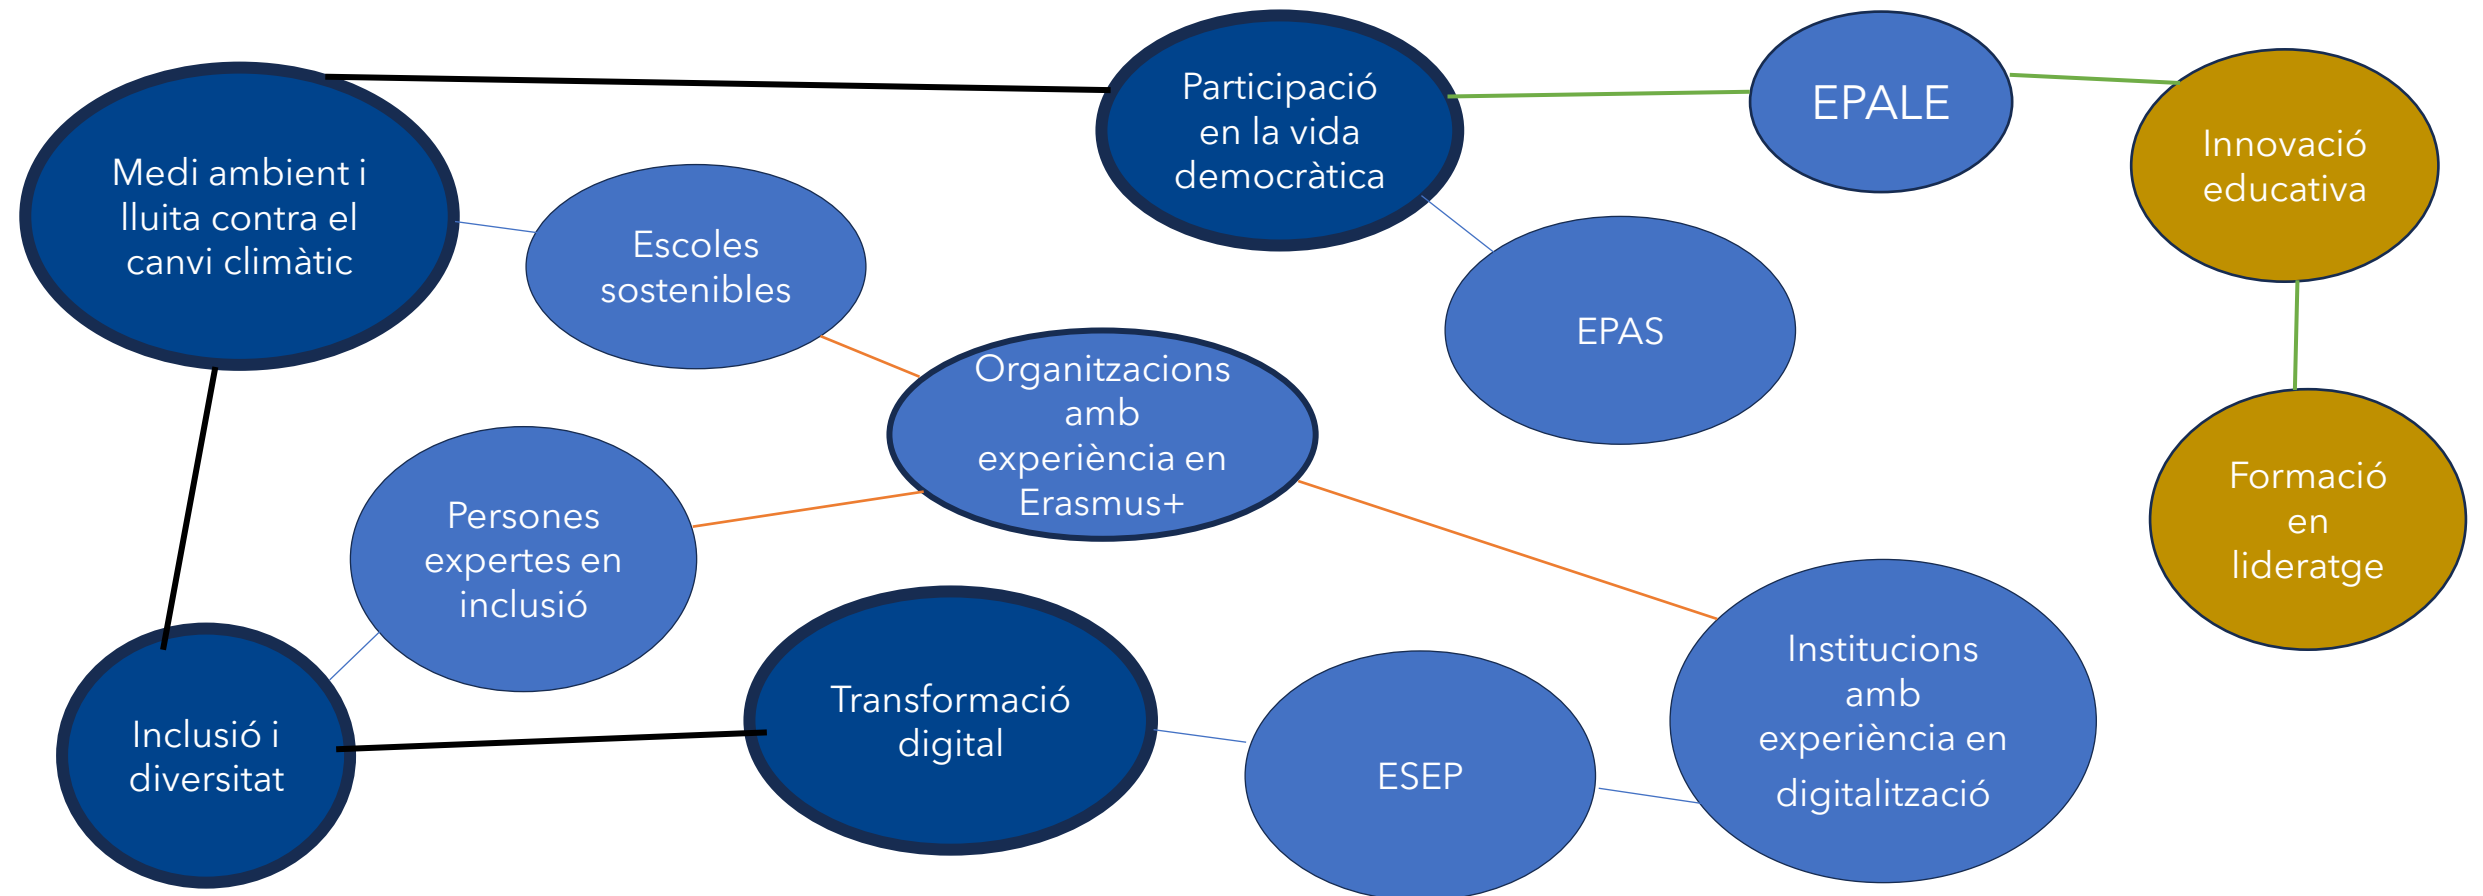 Medi ambient i
lluita contra el
canvi climàtic
Participació
en la vida
democràtica
EPALE
Innovació
educativa
Escoles
sostenibles
EPAS
Organitzacions
amb
experiència en
Erasmus+
Formació
en
lideratge
Persones
expertes en
inclusió
Inclusió i
diversitat
Transformació
digital
ESEP
Institucions
amb
experiència en
digitalització